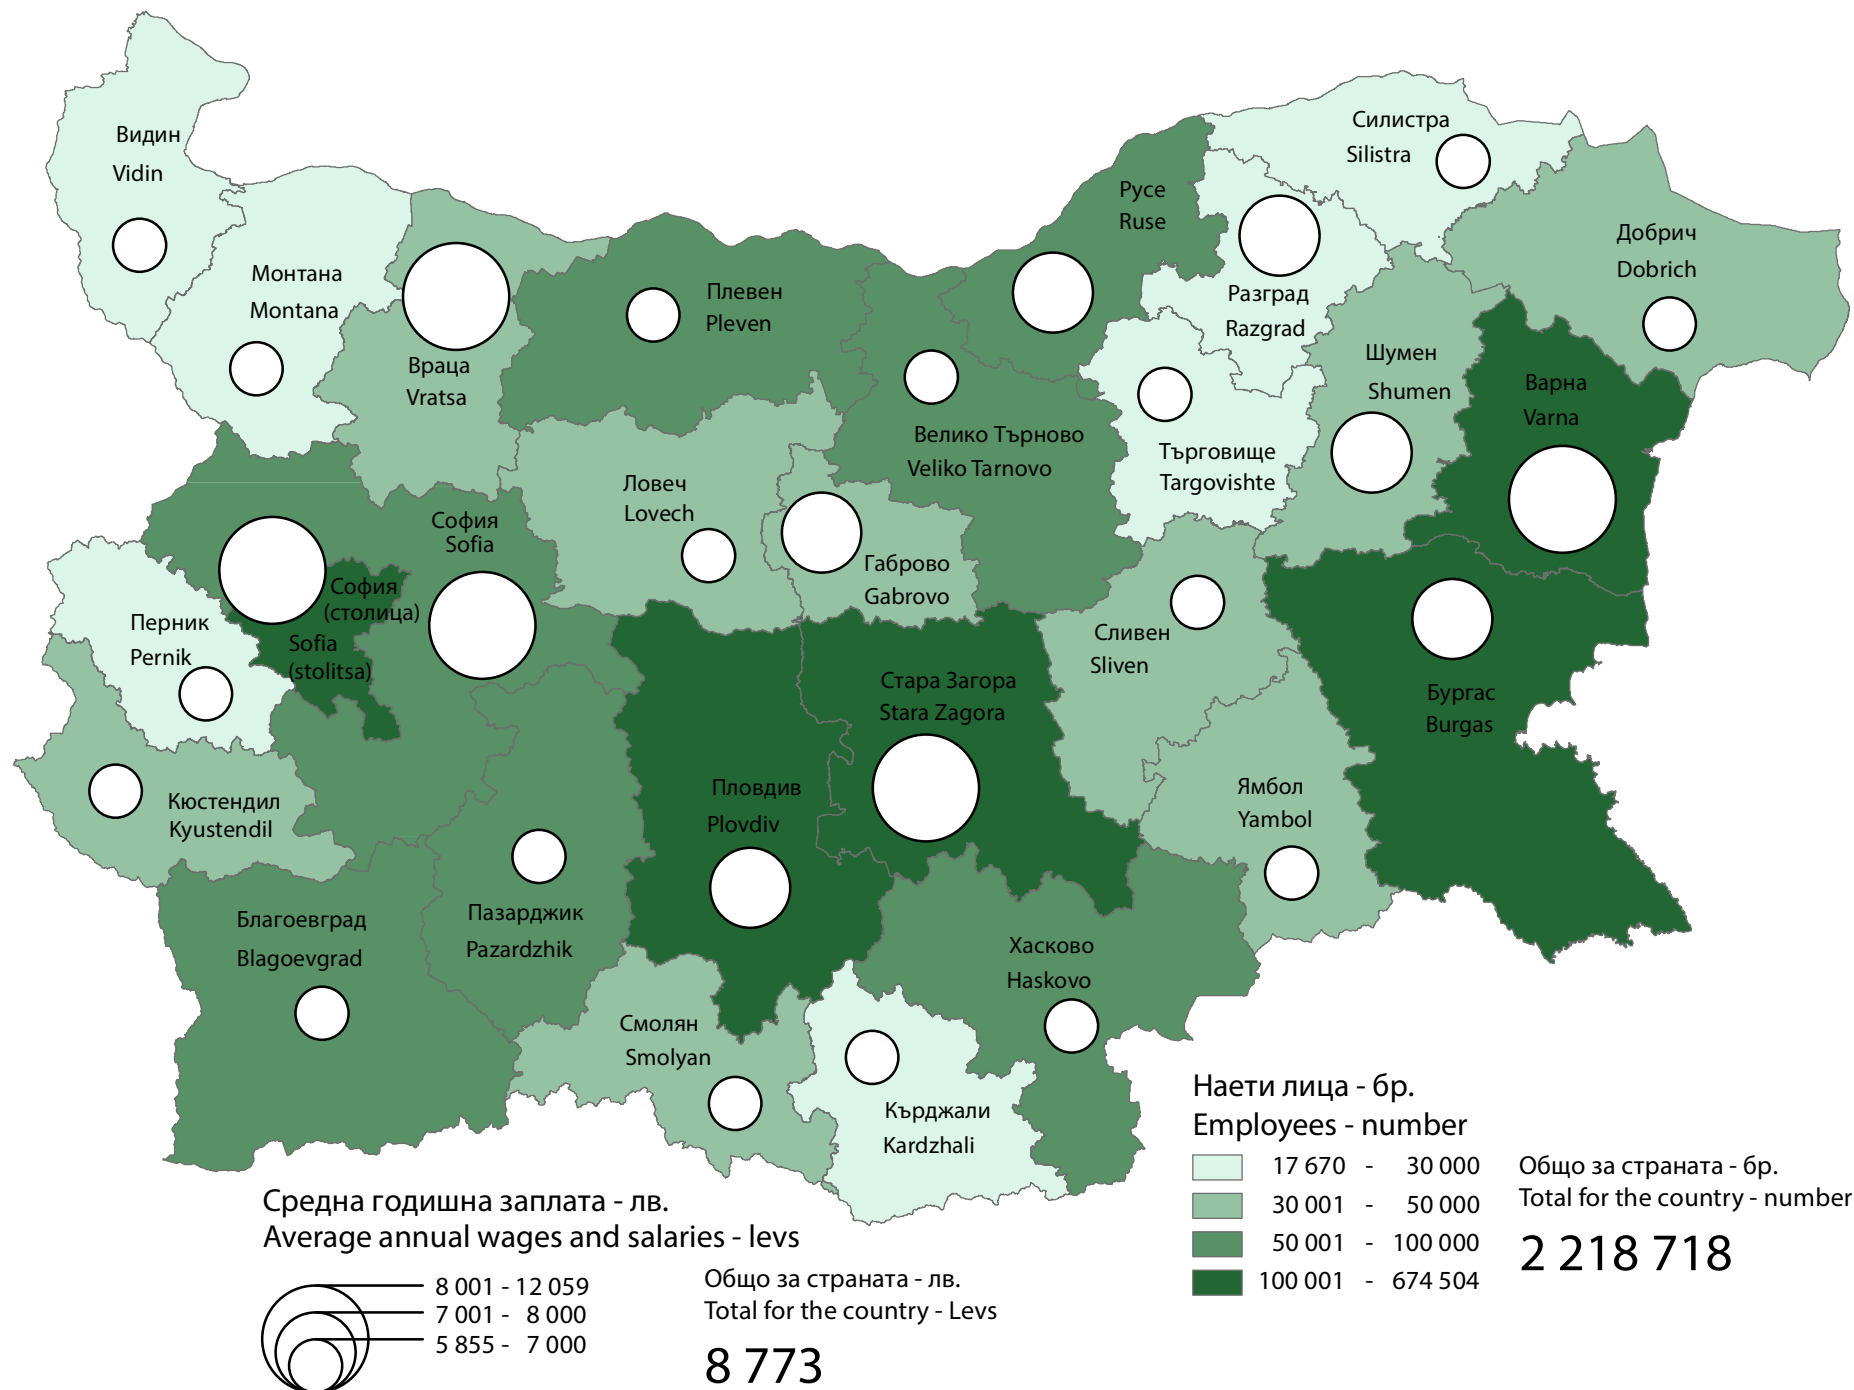 Видин
Vidin
Монтана
Montana
Враца
Vratsa
Плевен
Pleven
Русе
Ruse
Силистра
Silistra
Разград
Razgrad
Добрич
Dobrich
Шумен
Shumen
Варна
Varna
Велико Търново
Veliko Tarnovo
Търговище
Targovishte
Ловеч
Lovech
Габрово
Gabrovo
София
Sofia
София
(столица)
Sofia
(stolitsa)
Перник
Pernik
Сливен
Sliven
Бургас
Burgas
Стара Загора
Stara Zagora
Пловдив
Plovdiv
Ямбол
Yambol
Кюстендил
Kyustendil
Благоевград
Blagoevgrad
Пазарджик
Pazardzhik
Хасково
Haskovo
Смолян
Smolyan
Кърджали
Kardzhali
Наети лица - бр.
Employees - number
17 670 - 30 000
30 001 - 50 000
50 001 - 100 000
100 001 - 674 504
Общо за страната - бр.
Total for the country - number
2 218 718
Средна годишна заплата - лв.
Average annual wages and salaries - levs
8 001 - 12 059
7 001 - 8 000
5 855 - 7 000
Общо за страната - лв.
Total for the country - Levs
8 773